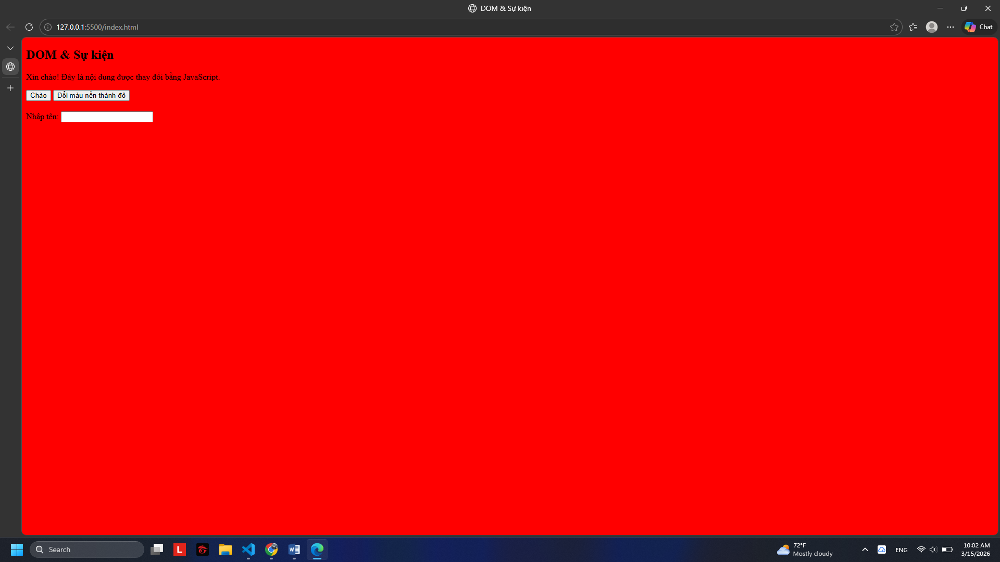 DOM & Sự kiện
127.0.0.1:5500/index.html
Chat
DOM & Sự kiện
Xin chào! Đây là nội dung được thay đổi bằng JavaScript.
Chào Đổi màu nền thành đỏ
Nhập tên:
Search
L
W
72°F
Mostly cloudy
ENG
10:02 AM
3/15/2026